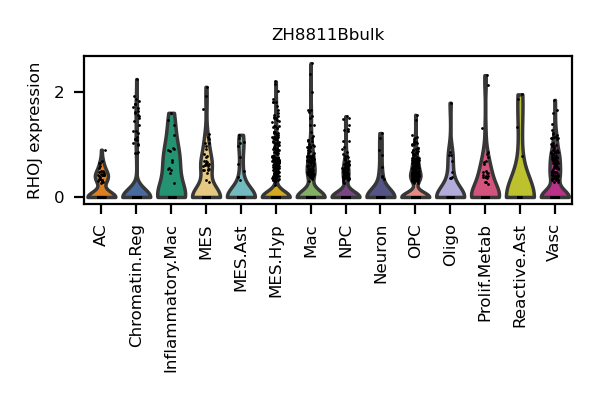 ZH8811Bbulk
RHOJ expression
2
0
AC
Chromatin.Reg
Inflammatory.Mac
MES
MES.Ast
MES.Hyp
Mac
NPC
Neuron
OPC
Oligo
Prolif.Metab
Reactive.Ast
Vasc